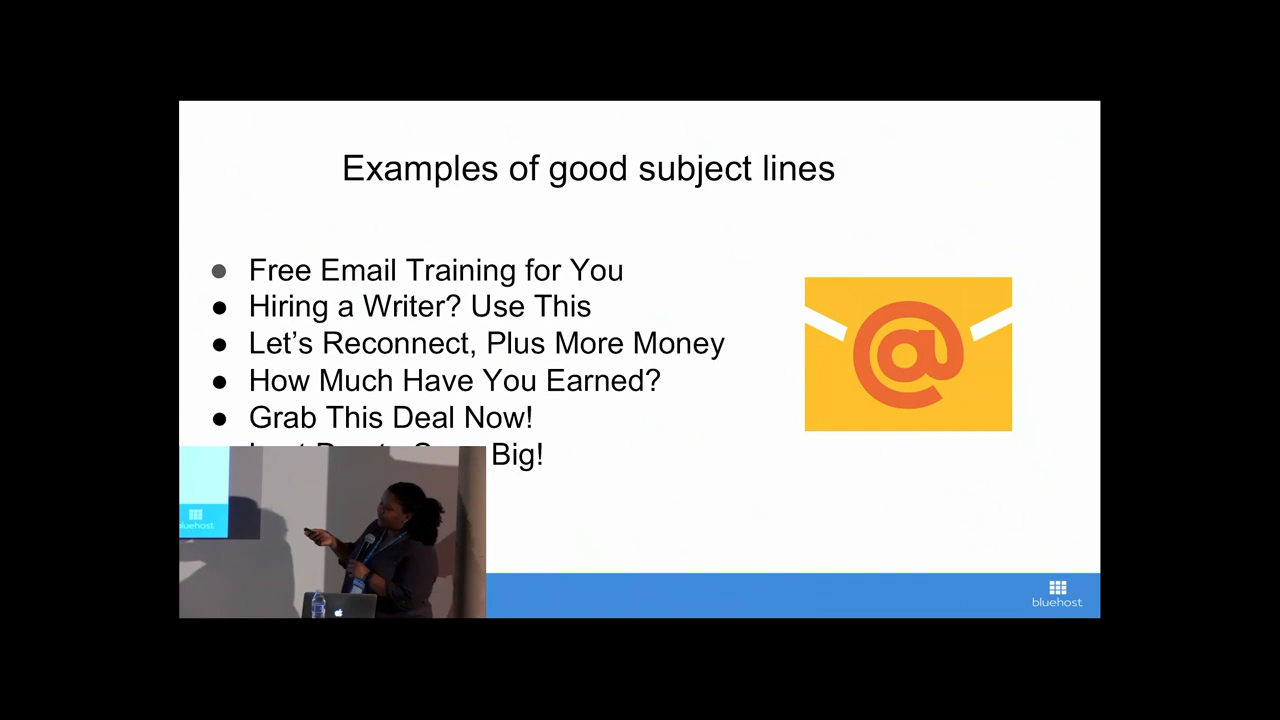 Examples of good subject lines
● Free Email Training for You
● Hiring a Writer? Use This
● Let’s Reconnect, Plus More Money
● How Much Have You Earned?
● Grab This Deal Now!
Big!
bluehost
bluehost